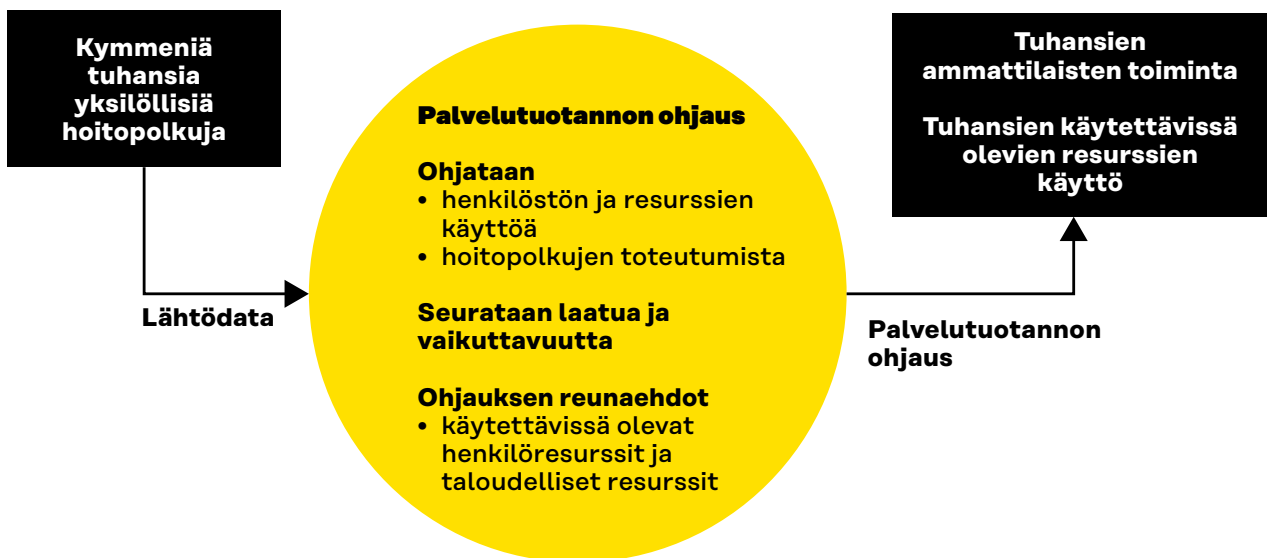 Kymmeniä
tuhansia
yksilöllisiä
hoitopolkuja
Lähtödata
Palvelutuotannon ohjaus
Ohjataan
• henkilöstön ja resurssien
käyttöä
• hoitopolkujen toteutumista
Seurataan laatua ja
vaikuttavuutta
Ohjauksen reunaehdot
• käytettävissä olevat
henkilöresurssit ja
taloudelliset resurssit
Palvelutuotannon
ohjaus
Tuhansien
ammattilaisten toiminta
Tuhansien käytettävissä
olevien resurssien
käyttö